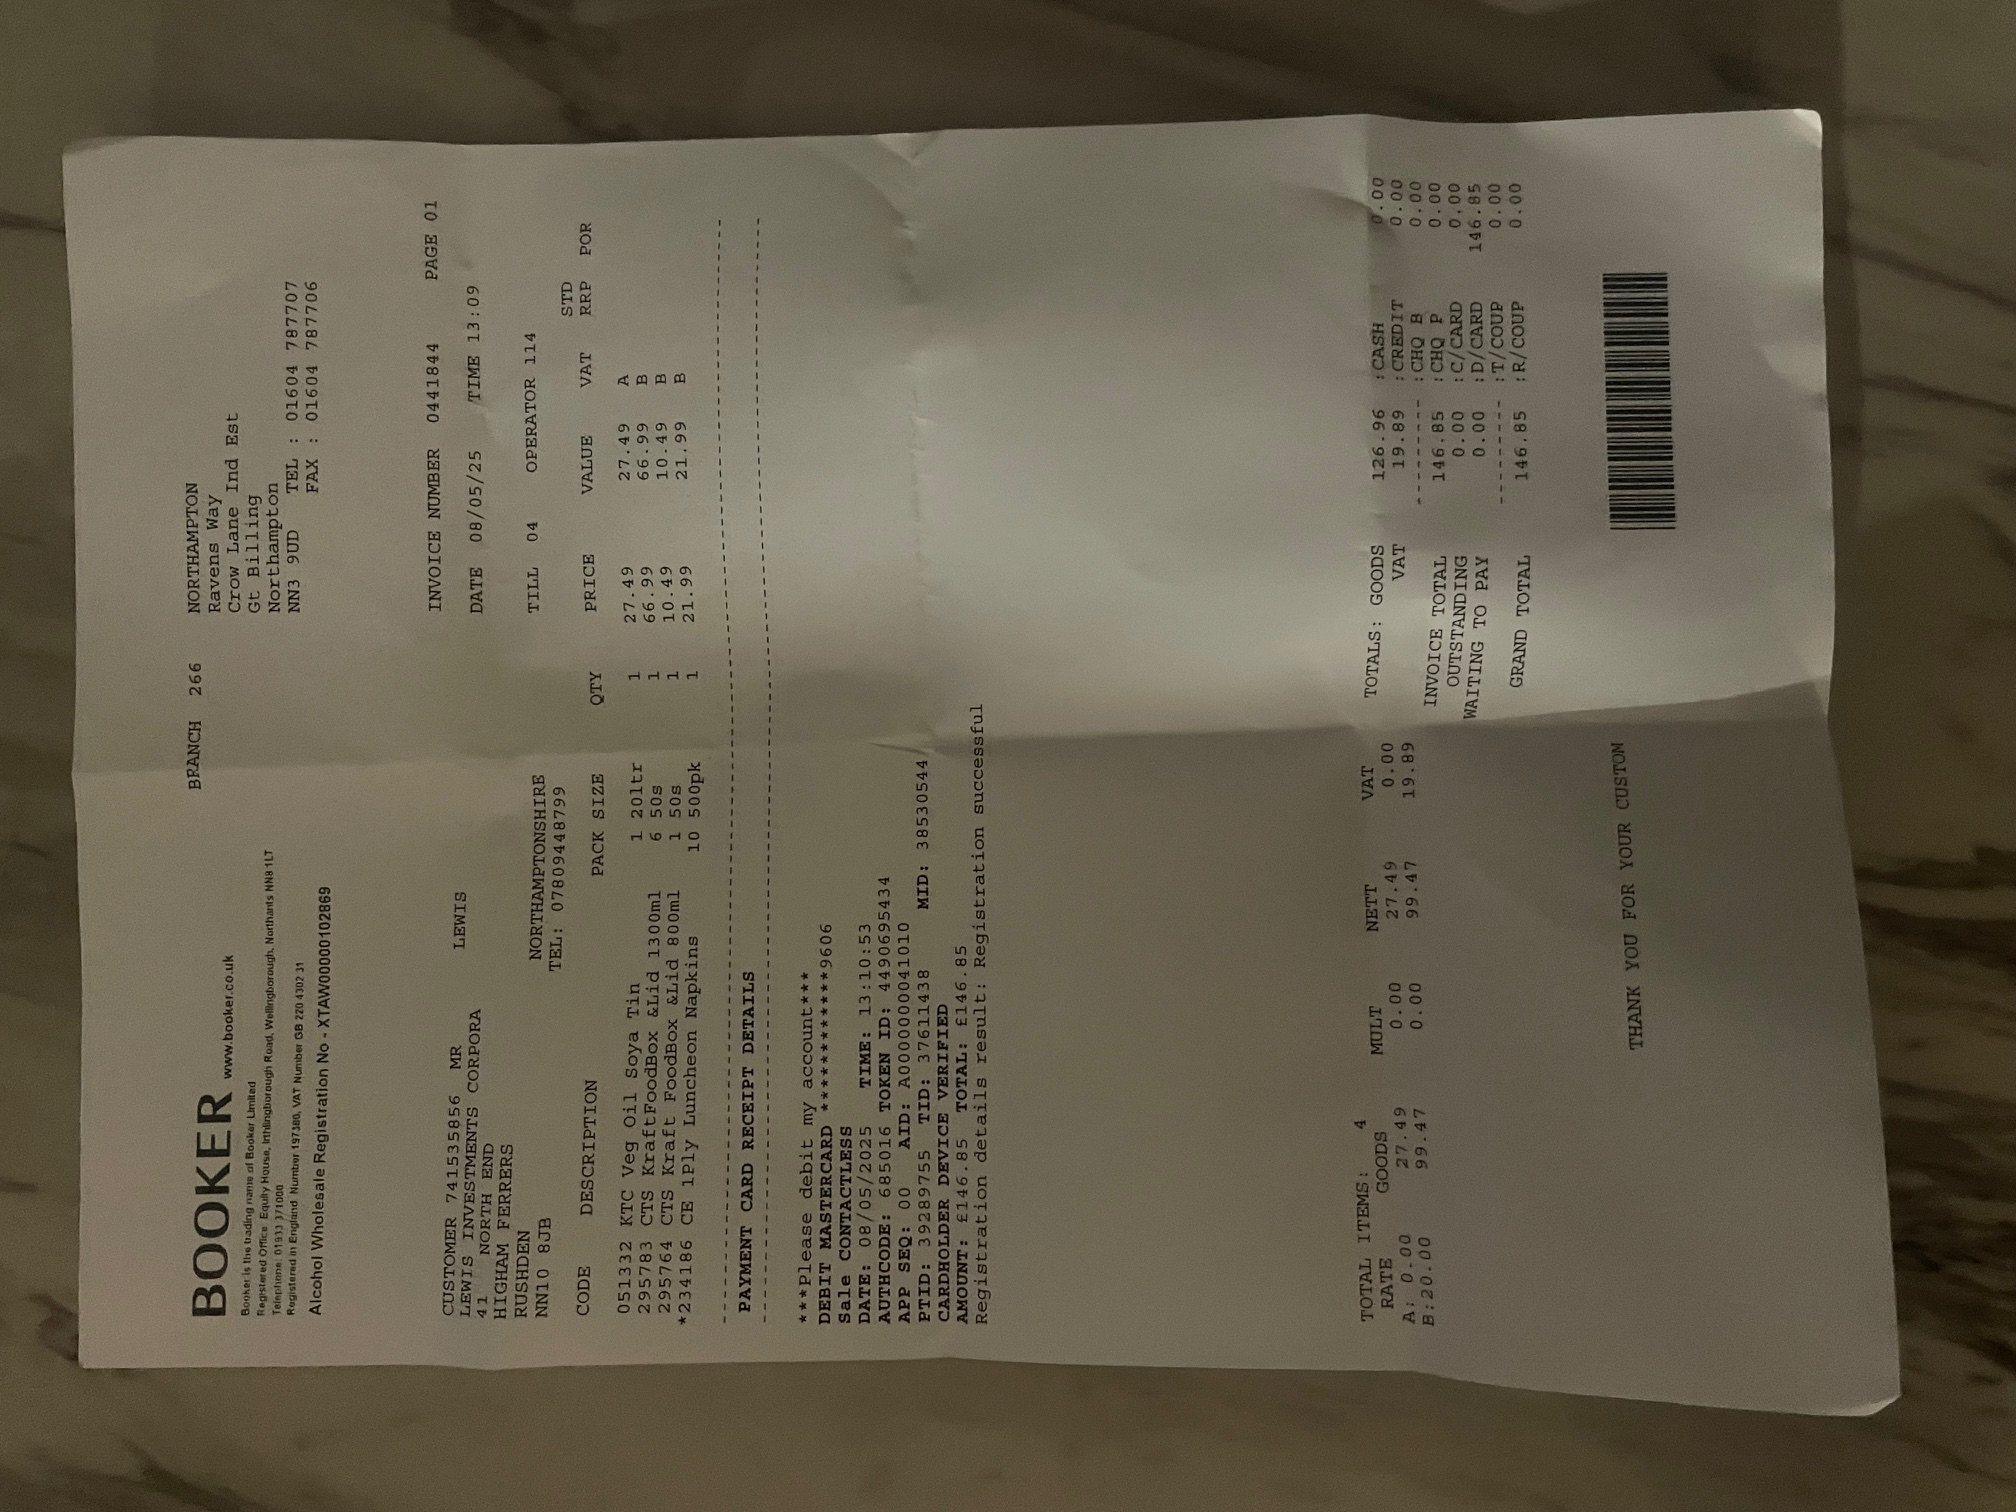 BOOKER www.booker.co.uk
Booker is the trading name of Booker Limited
Registered Office: Equity House, Irthlingborough Road, Wellingborough, Northants NN8 1LT
Telephone: 01933 371000
Registered in England Number 197380, VAT Number GB 220 4302 31
Alcohol Wholesale Registration No - XTAW00000102869
BRANCH 266 NORTHAMPTON
Ravens Way
Crow Lane Ind Est
Gt Billing
Northampton
NN3 9UD TEL : 01604 787707
FAX : 01604 787706
INVOICE NUMBER 0441844 PAGE 01
DATE 08/05/25 TIME 13:09
TILL 04 OPERATOR 114
CUSTOMER 741535856 MR LEWIS
LEWIS INVESTMENTS CORPORA
41 NORTH END
HIGHAM FERRERS
RUSHDEN NORTHAMPTONSHIRE
NN10 8JB TEL: 07809448799
CODE DESCRIPTION PACK SIZE QTY PRICE VALUE VAT STD RRP POR
051332 KTC Veg Oil Soya Tin 1 20ltr 1 27.49 27.49 A
295783 CTS KraftFoodBox &Lid 1300ml 6 50s 1 66.99 66.99 B
295764 CTS Kraft FoodBox &Lid 800ml 1 50s 1 10.49 10.49 B
*234186 CE 1Ply Luncheon Napkins 10 500pk 1 21.99 21.99 B
PAYMENT CARD RECEIPT DETAILS
***Please debit my account***
DEBIT MASTERCARD ************9606
Sale CONTACTLESS
DATE: 08/05/2025 TIME: 13:10:53
AUTHCODE: 685016 TOKEN ID: 4490695434
APP SEQ: 00 AID: A0000000041010
PTID: 39289755 TID: 37611438 MID: 38530544
CARDHOLDER DEVICE VERIFIED
AMOUNT: £146.85 TOTAL: £146.85
Registration details result: Registration successful
TOTAL ITEMS: 4
RATE GOODS MULT NETT VAT
A: 0.00 27.49 0.00 27.49 0.00
B:20.00 99.47 0.00 99.47 19.89
TOTALS: GOODS 126.96 :CASH 0.00
VAT 19.89 :CREDIT 0.00
--------- :CHQ B 0.00
INVOICE TOTAL 146.85 :CHQ P 0.00
OUTSTANDING 0.00 :C/CARD 0.00
WAITING TO PAY 0.00 :D/CARD 146.85
--------- :T/COUP 0.00
GRAND TOTAL 146.85 :R/COUP 0.00
THANK YOU FOR YOUR CUSTOM